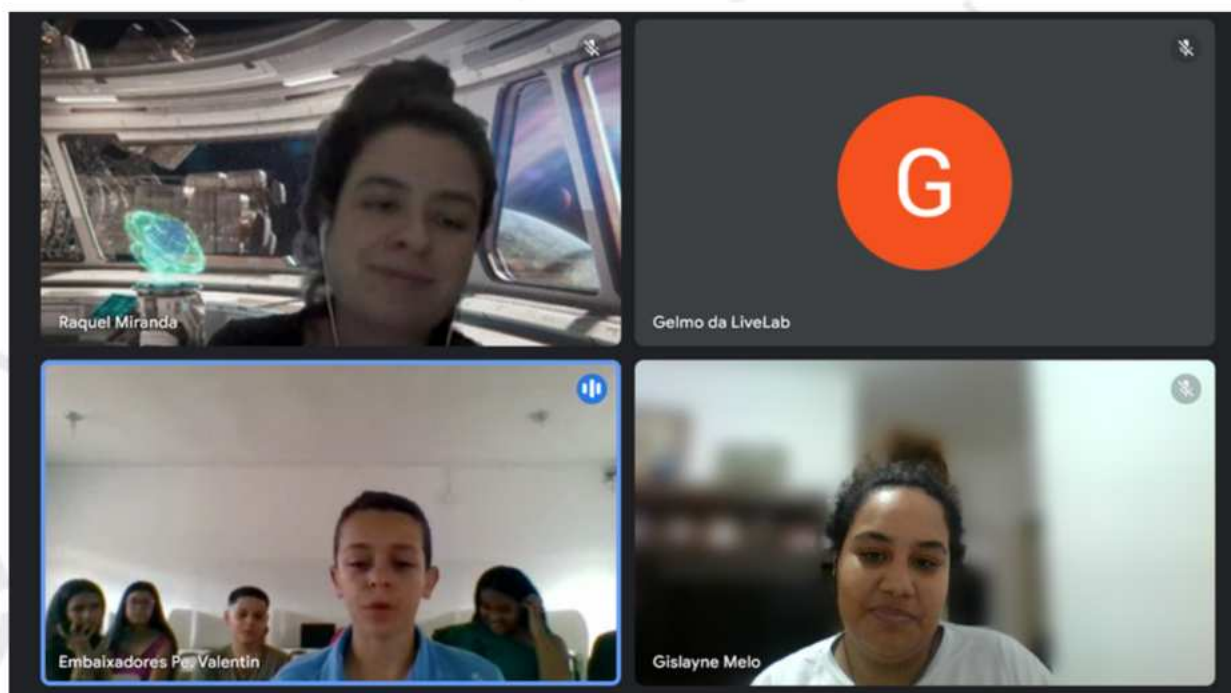 Raquel Miranda
G
Gelmo da LiveLab
Embaixadores Pe. Valentin
Gislayne Melo